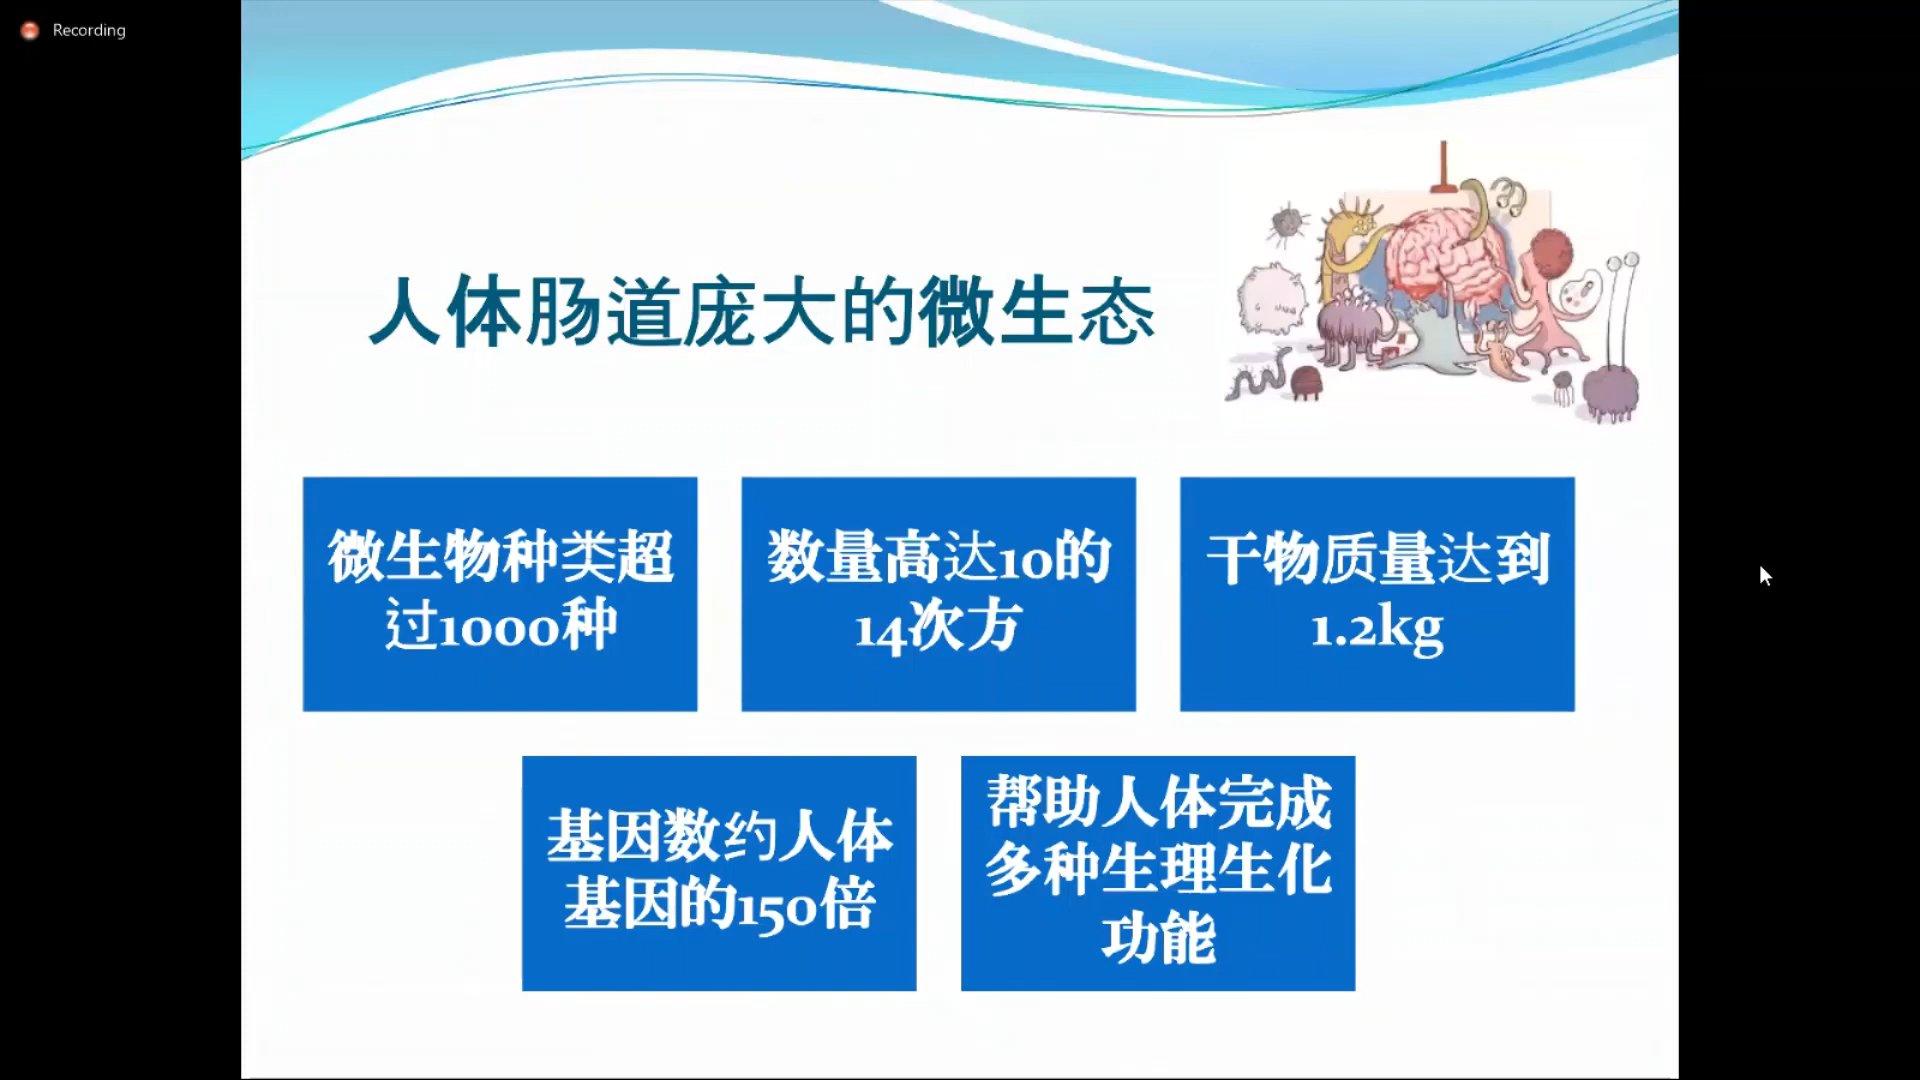 Recording
人体肠道庞大的微生态
微生物种类超
过1000种
数量高达10的
14次方
干物质量达到
1.2kg
基因数约人体
基因的150倍
帮助人体完成
多种生理生化
功能